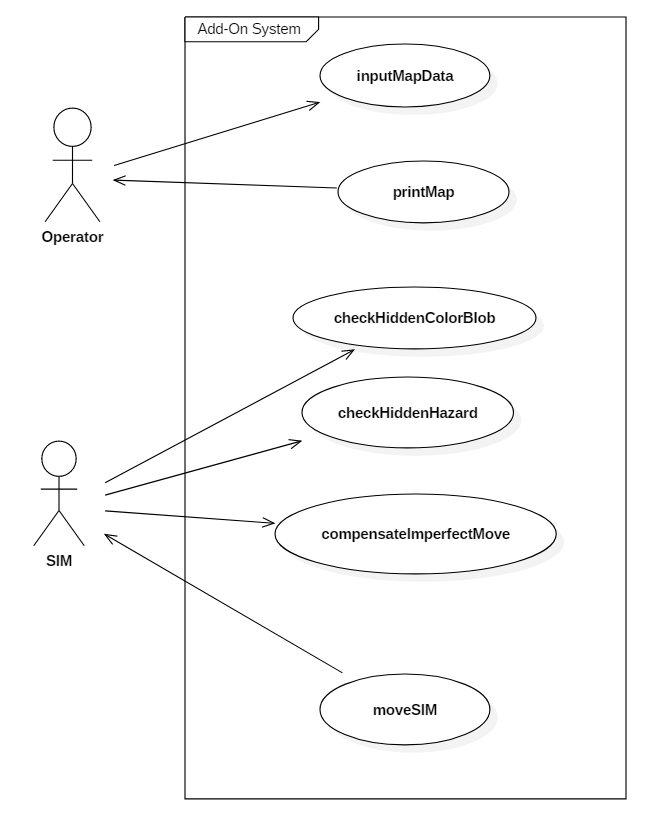 Add-On System
inputMapData
printMap
Operator
checkHiddenColorBlob
checkHiddenHazard
compensateImperfectMove
SIM
moveSIM